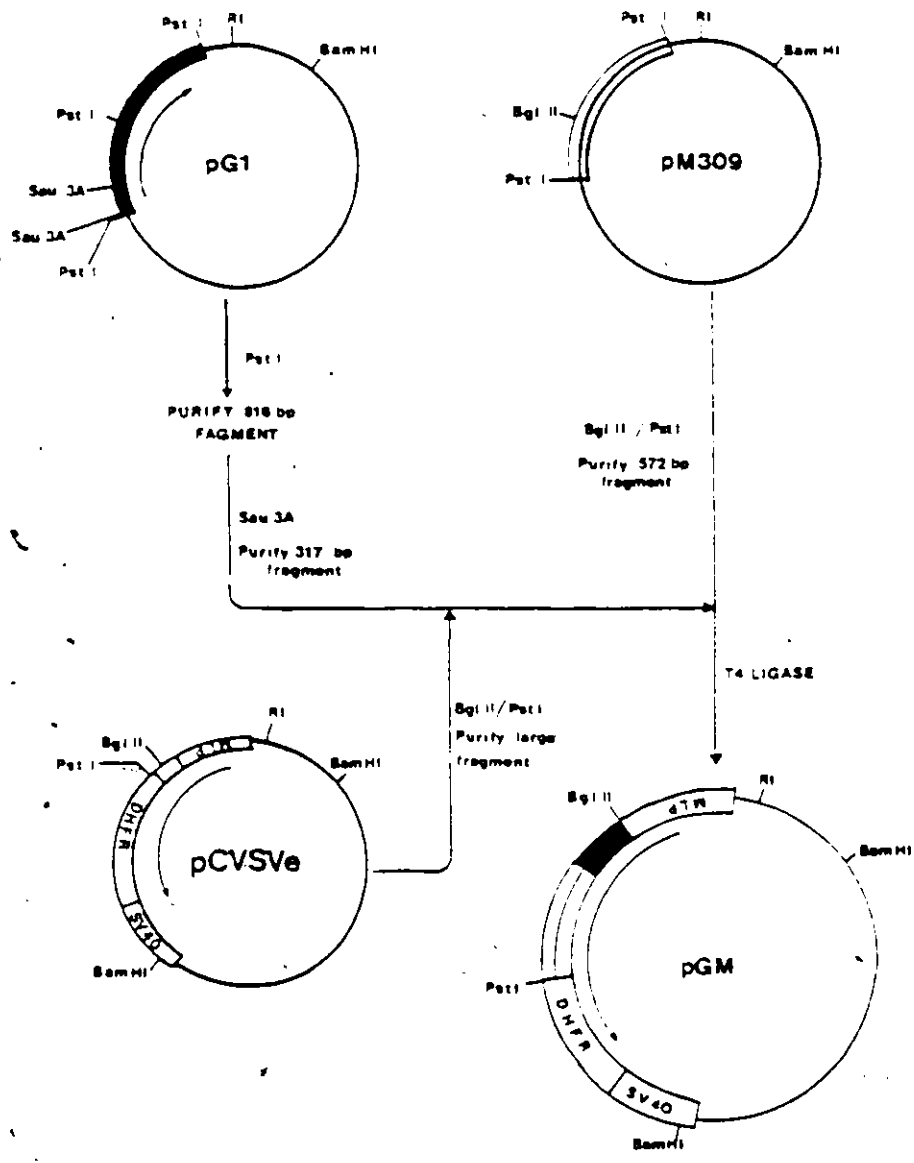 Pst I
RI
Bam HI
Pst I
pG1
Sau 3A
Sau 3A
Pst I
Pst I
RI
Bam HI
Bgl II
pM309
Pst I
Pst I
PURIFY 816 bp
FAGMENT
Bgl II / Pst I
Purify 572 bp
fragment
Sau 3A
Purify 317 bp
fragment
T4 LIGASE
Bgl II/Pst I
Purify large
fragment
Bgl II
RI
Pst I
Bam HI
DHFR
pCVSVe
SV40
Bam HI
Bgl II
MLP
RI
Bam HI
pGM
Pst I
DHFR
SV40
Bam HI